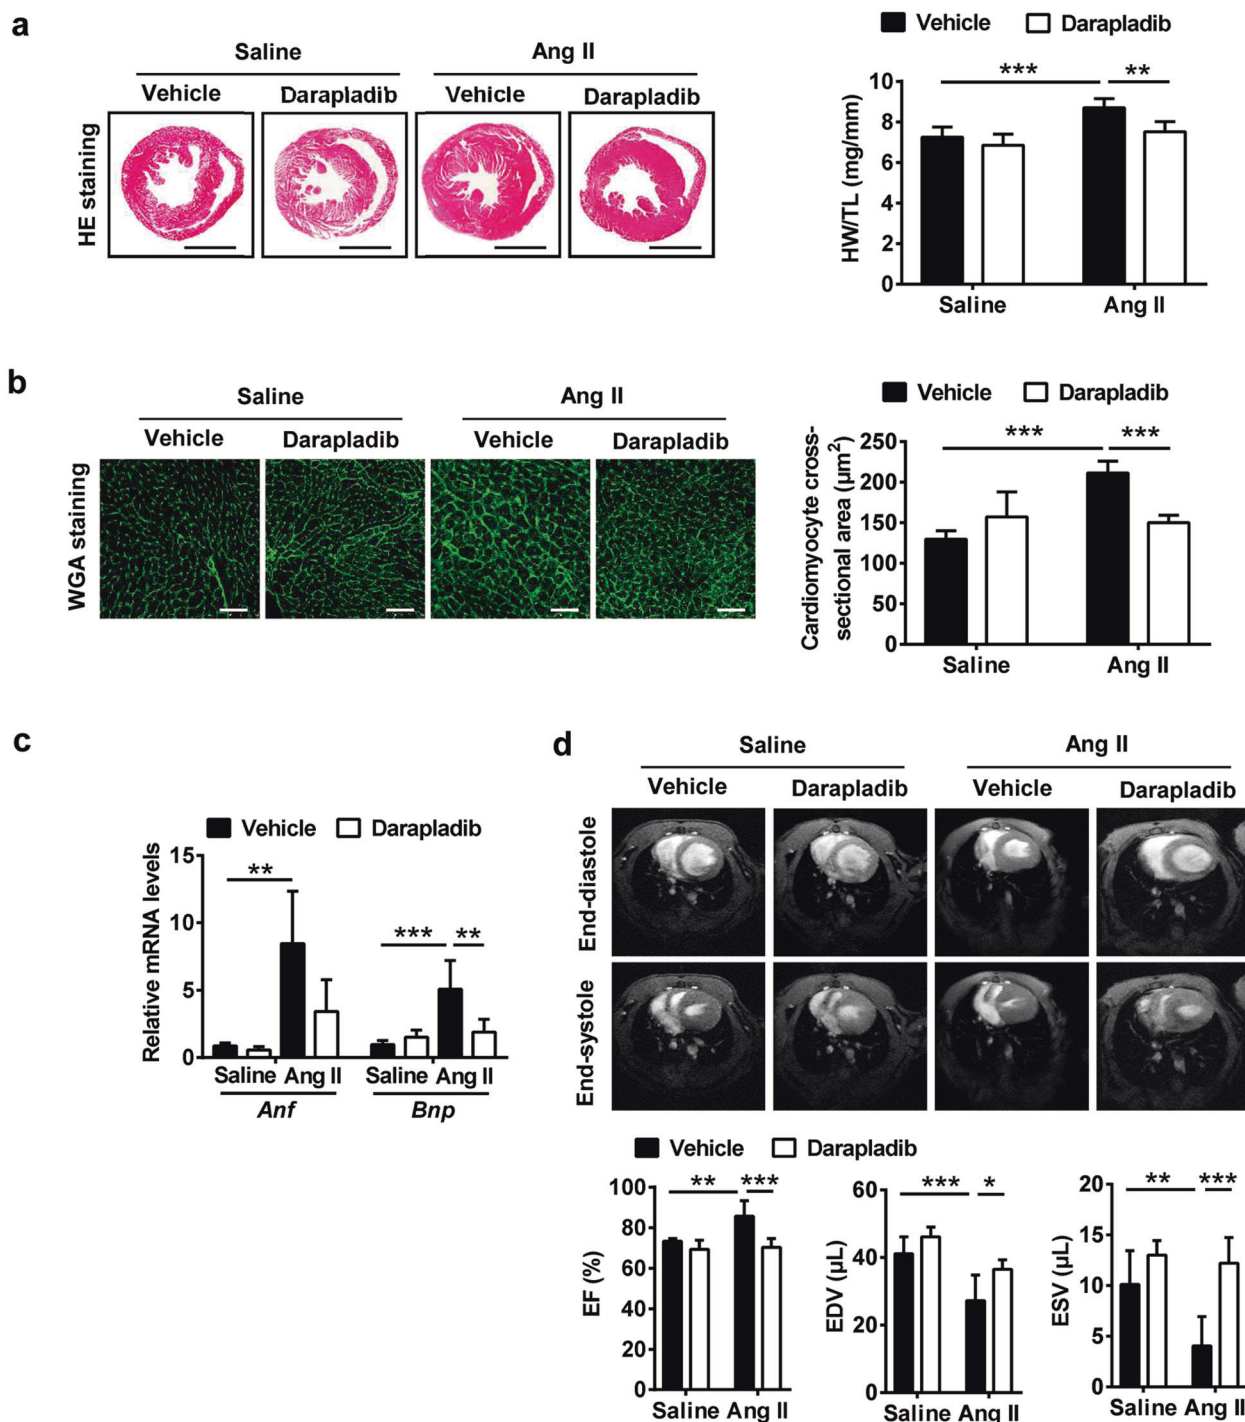 a
Saline Ang II
Vehicle Darapladib Vehicle Darapladib
HE staining
Vehicle Darapladib
*** **
HW/TL (mg/mm)
10
8
6
4
2
0
Saline Ang II
b
Saline Ang II
Vehicle Darapladib Vehicle Darapladib
WGA staining
Vehicle Darapladib
*** ***
Cardiomyocyte cross-
sectional area (µm²)
250
200
150
100
50
0
Saline Ang II
c
Vehicle Darapladib
Relative mRNA levels
15
10
5
0
** *** **
Saline Ang II Saline Ang II
Anf Bnp
d
Saline Ang II
Vehicle Darapladib Vehicle Darapladib
End-diastole
End-systole
Vehicle Darapladib
EF (%)
100
80
60
40
20
0
** ***
Saline Ang II
EDV (µL)
60
40
20
0
*** *
Saline Ang II
ESV (µL)
20
15
10
5
0
** ***
Saline Ang II